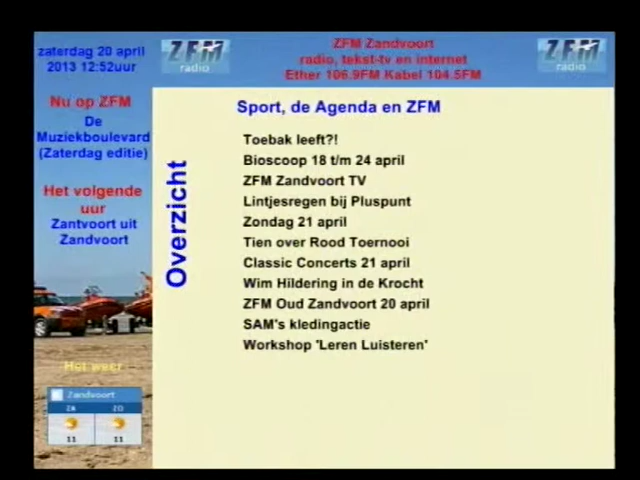 zaterdag 20 april
2013 12:52uur
ZFM
radio
ZFM Zandvoort
radio, tekst-tv en internet
Ether 106.9FM Kabel 104.5FM
ZFM
radio
Nu op ZFM
De
Muziekboulevard
(Zaterdag editie)
Het volgende
uur
Zantvoort uit
Zandvoort
Het weer
Zandvoort
ZA ZO
11 11
Overzicht
Sport, de Agenda en ZFM
Toebak leeft?!
Bioscoop 18 t/m 24 april
ZFM Zandvoort TV
Lintjesregen bij Pluspunt
Zondag 21 april
Tien over Rood Toernooi
Classic Concerts 21 april
Wim Hildering in de Krocht
ZFM Oud Zandvoort 20 april
SAM's kledingactie
Workshop 'Leren Luisteren'